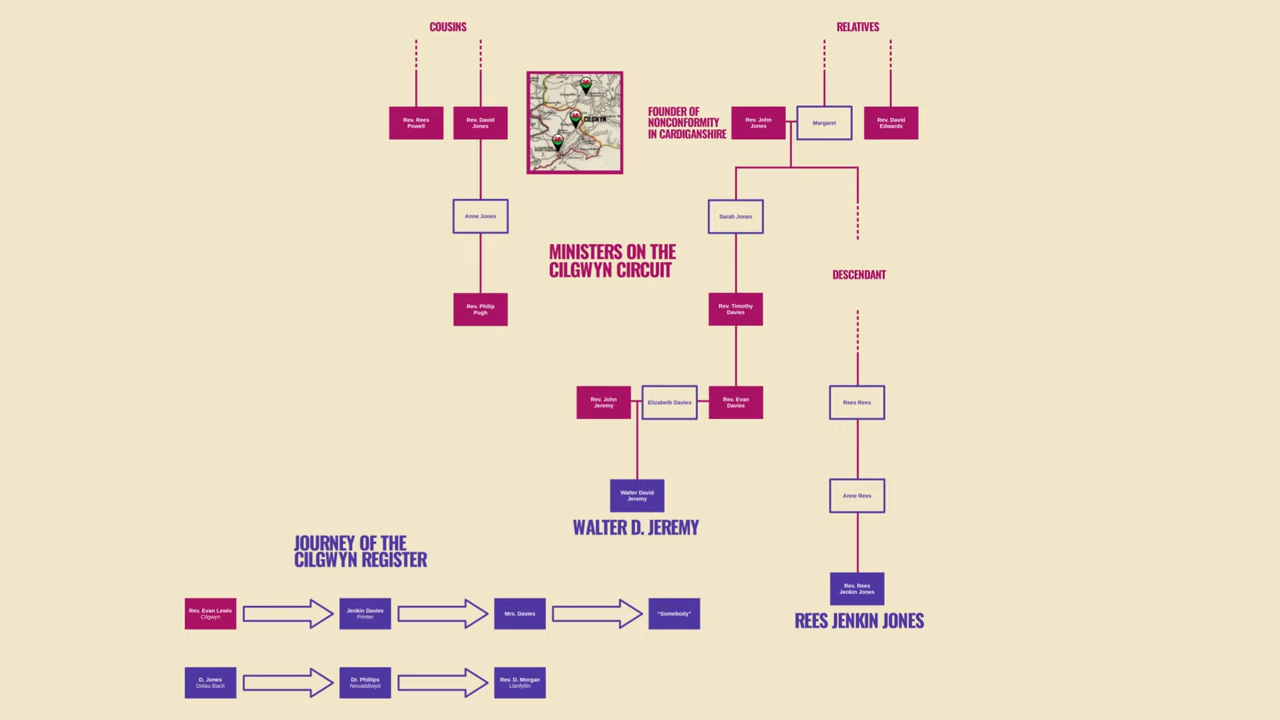 COUSINS
RELATIVES
Rev. Rees
Powell
Rev. David
Jones
CILGWYN
FOUNDER OF
NONCONFORMITY
IN CARDIGANSHIRE
Rev. John
Jones
Margaret
Rev. David
Edwards
Anne Jones
Sarah Jones
MINISTERS ON THE
CILGWYN CIRCUIT
DESCENDANT
Rev. Philip
Pugh
Rev. Timothy
Davies
Rev. John
Jeremy
Elizabeth Davies
Rev. Evan
Davies
Rees Rees
Walter David
Jeremy
WALTER D. JEREMY
Anne Rees
JOURNEY OF THE
CILGWYN REGISTER
Rev. Rees
Jenkin Jones
REES JENKIN JONES
Rev. Evan Lewis
Cilgwyn
Jenkin Davies
Printer
Mrs. Davies
"Somebody"
D. Jones
Dolau Bach
Dr. Phillips
Neuaddlwyd
Rev. D. Morgan
Llanfyllin